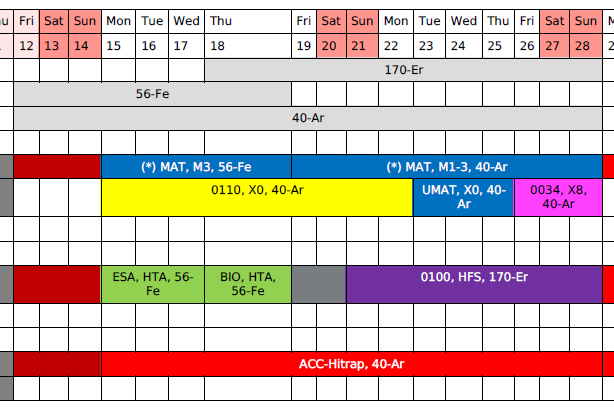 Fri Sat Sun Mon Tue Wed Thu Fri Sat Sun Mon Tue Wed Thu Fri Sat Sun
12 13 14 15 16 17 18 19 20 21 22 23 24 25 26 27 28
170-Er
56-Fe
40-Ar
(*) MAT, M3, 56-Fe (*) MAT, M1-3, 40-Ar
0110, X0, 40-Ar UMAT, X0, 40-
Ar
0034, X8,
40-Ar
ESA, HTA, 56-
Fe
BIO, HTA,
56-Fe
0100, HFS, 170-Er
ACC-Hitrap, 40-Ar